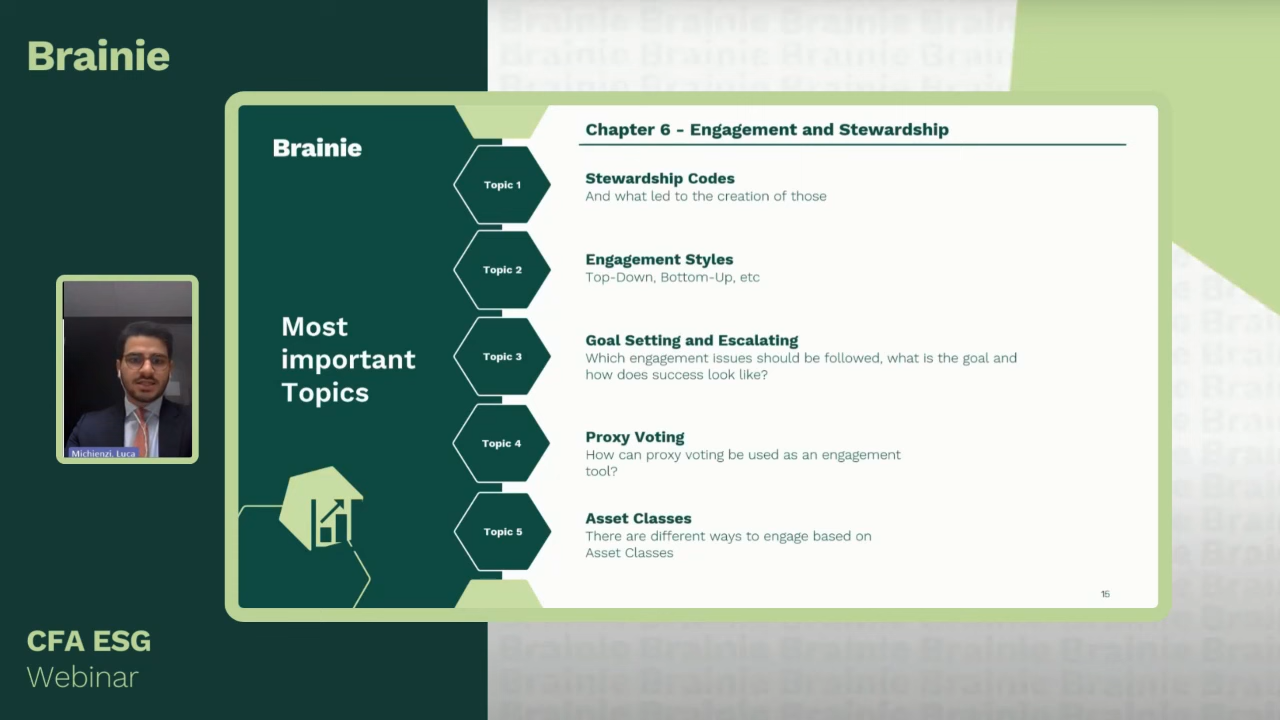 Brainie
Brainie
Chapter 6 - Engagement and Stewardship
Most
important
Topics
Topic 1
Stewardship Codes
And what led to the creation of those
Topic 2
Engagement Styles
Top-Down, Bottom-Up, etc
Topic 3
Goal Setting and Escalating
Which engagement issues should be followed, what is the goal and
how does success look like?
Topic 4
Proxy Voting
How can proxy voting be used as an engagement
tool?
Topic 5
Asset Classes
There are different ways to engage based on
Asset Classes
15
Michienzi, Luca
CFA ESG
Webinar